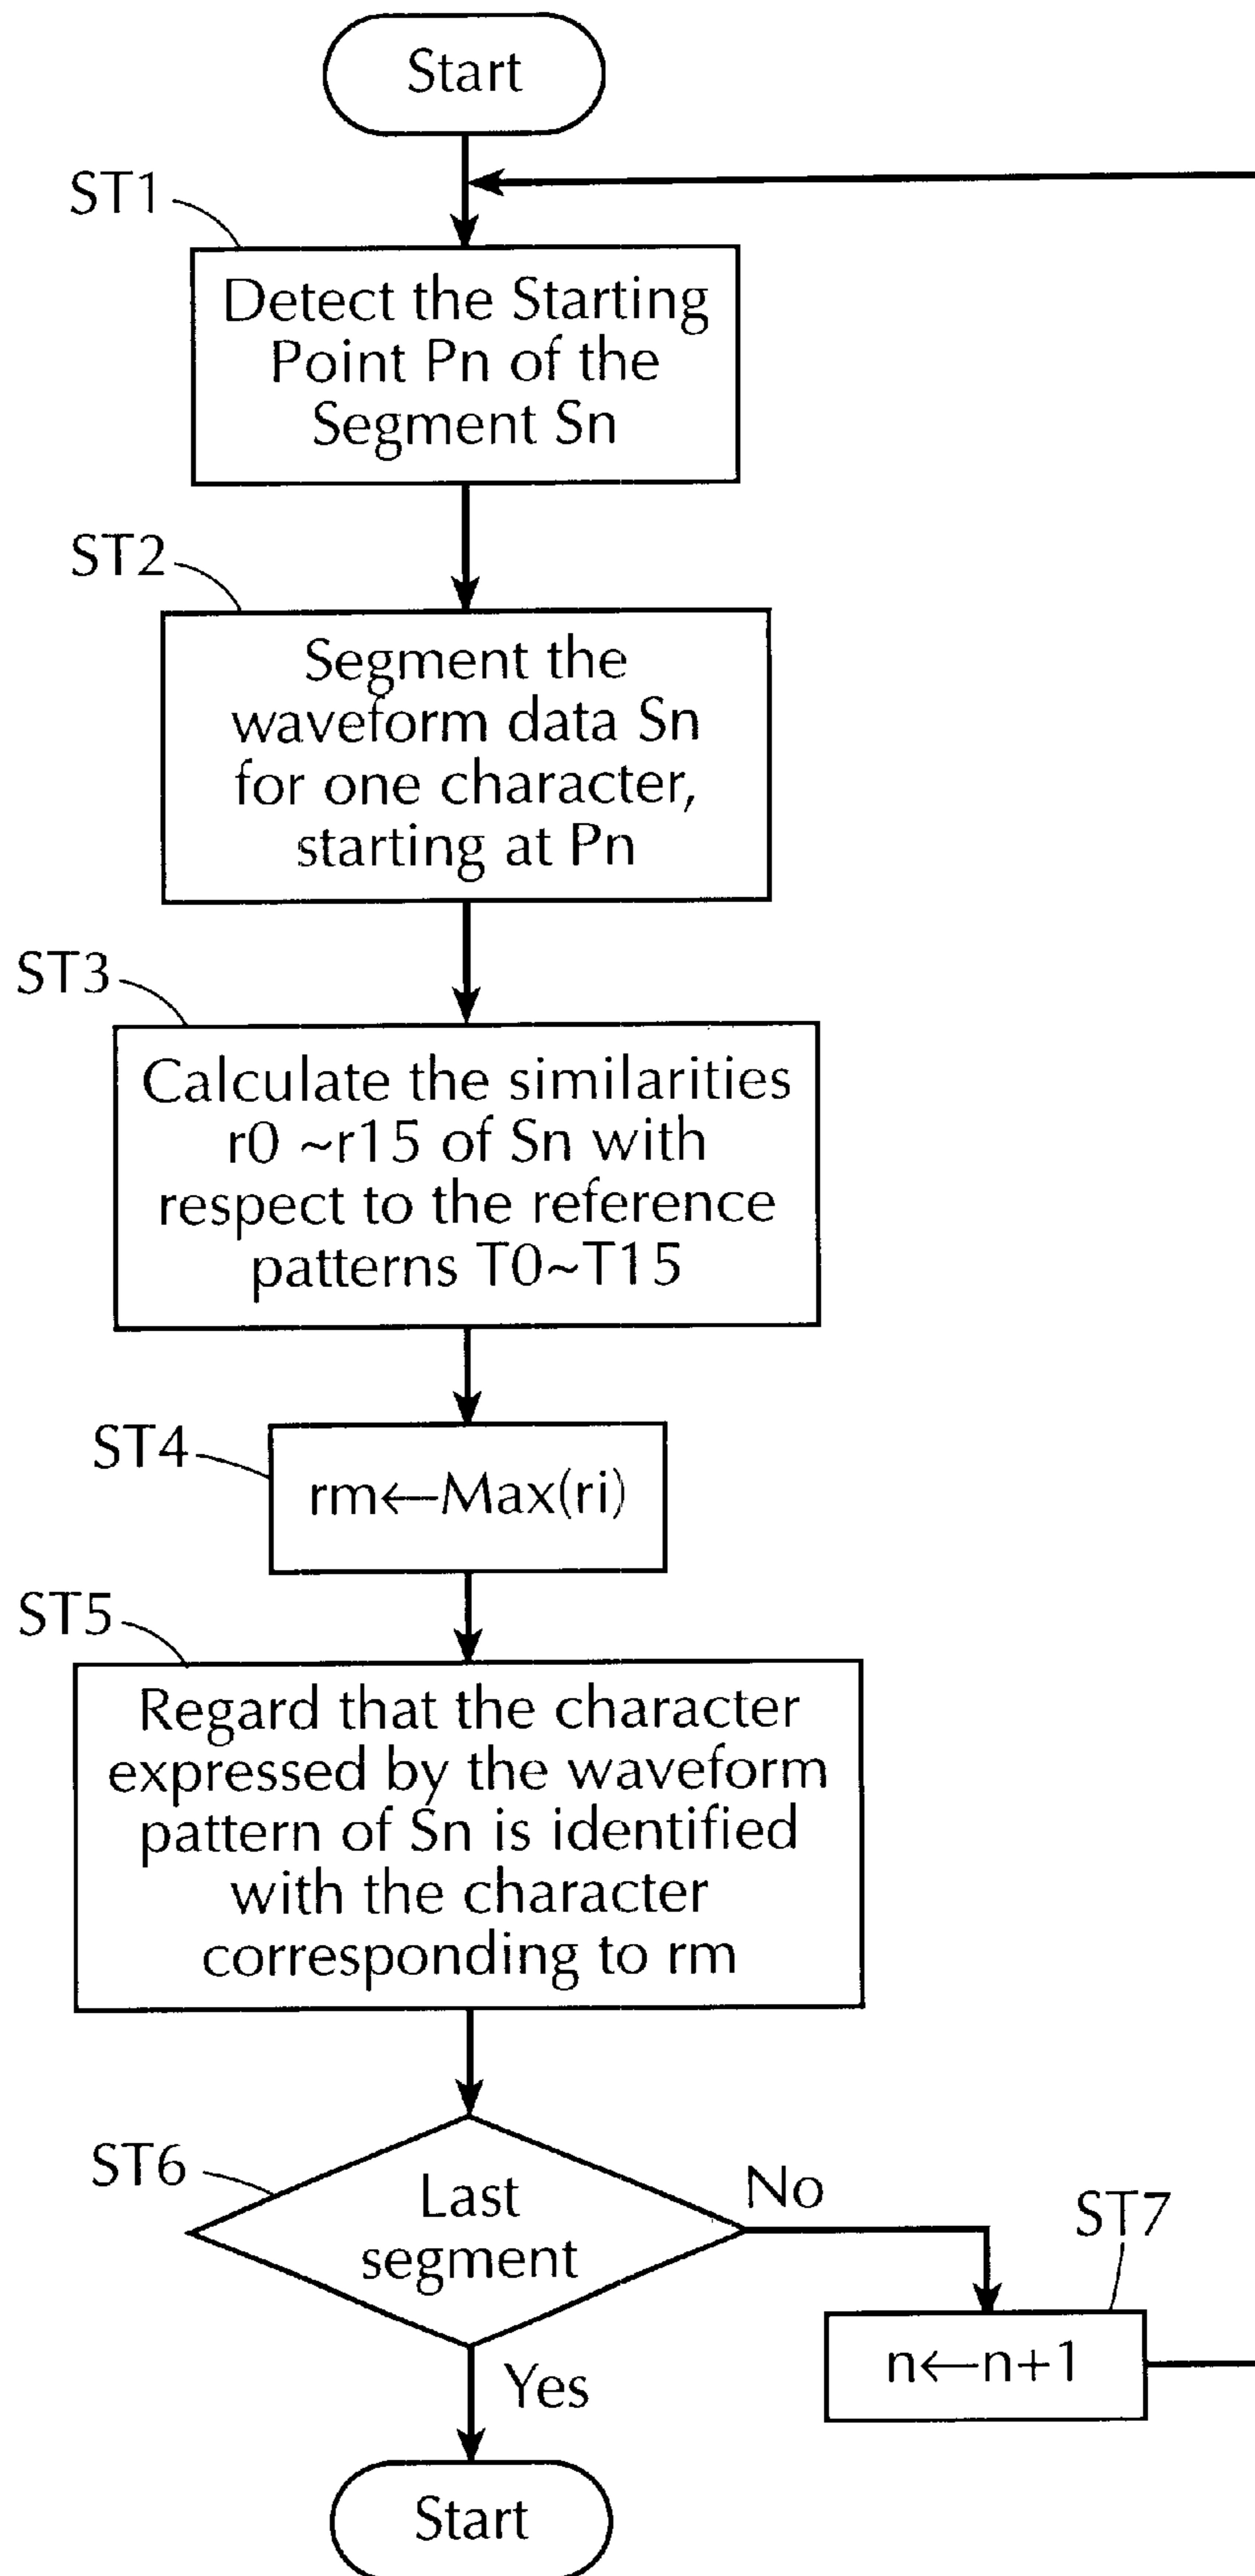 Start
ST1
Detect the Starting
Point Pn of the
Segment Sn
ST2
Segment the
waveform data Sn
for one character,
starting at Pn
ST3
Calculate the similarities
r0 ~r15 of Sn with
respect to the reference
patterns T0~T15
ST4
rm←Max(ri)
ST5
Regard that the character
expressed by the waveform
pattern of Sn is identified
with the character
corresponding to rm
ST6
Last
segment
No
ST7
n←n+1
Yes
Start